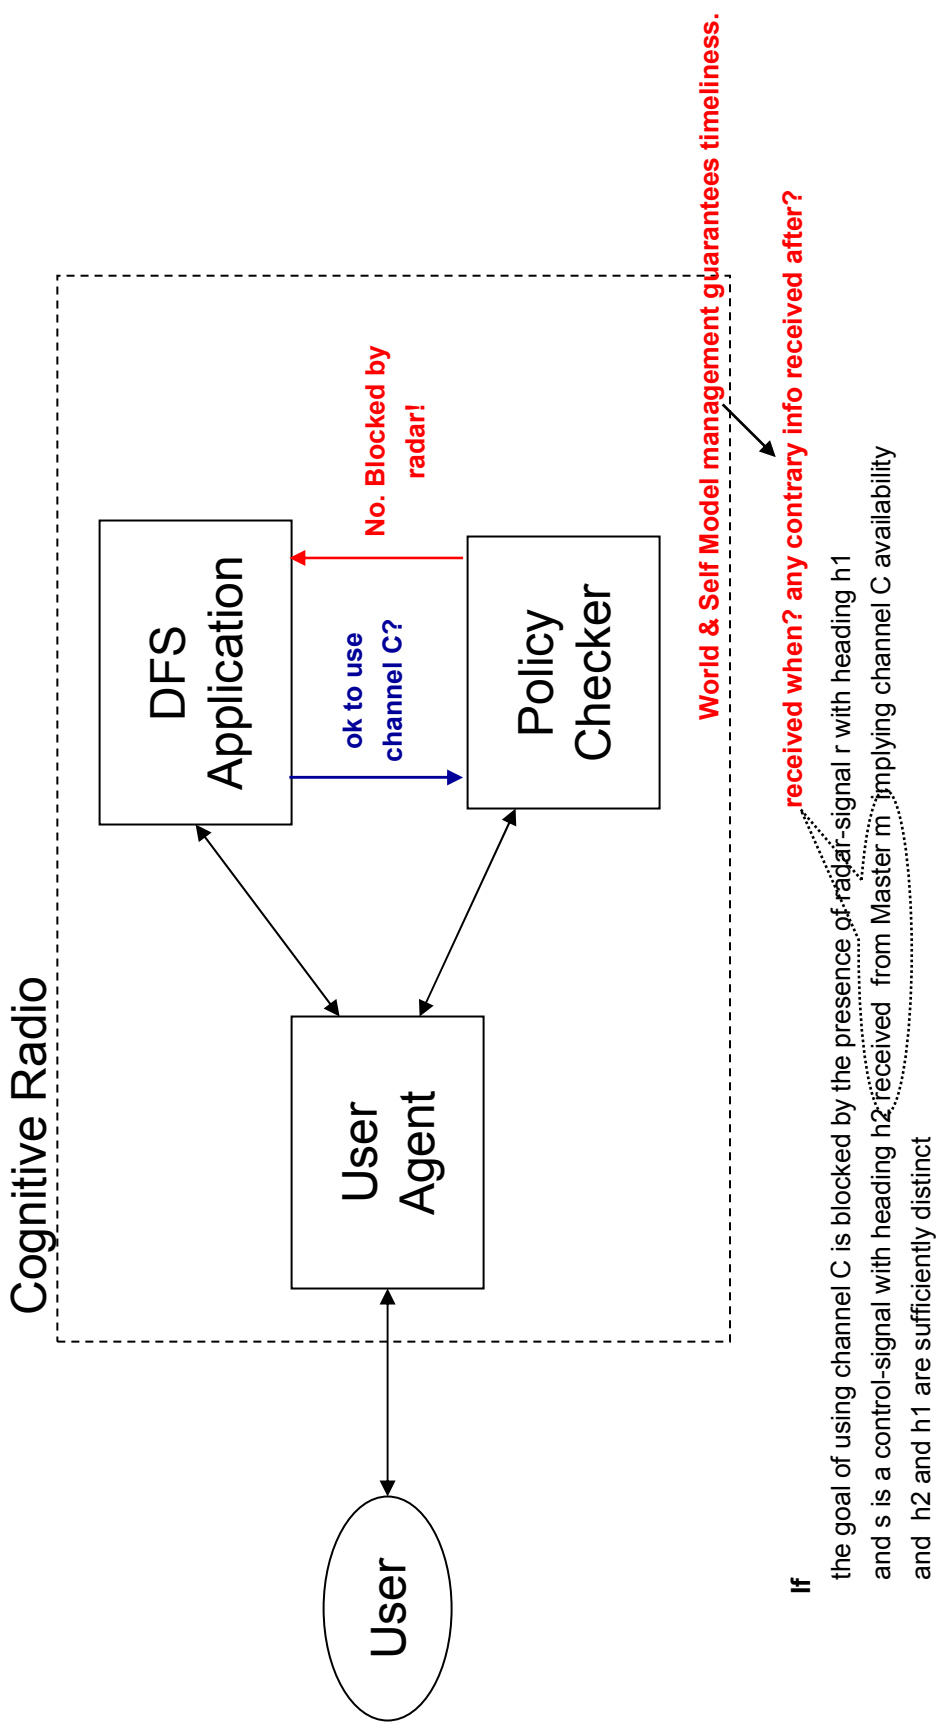 Cognitive Radio
User
User
Agent
DFS
Application
ok to use
channel C?
No. Blocked by
radar!
Policy
Checker
World & Self Model management guarantees timeliness.
received when? any contrary info received after?
If
the goal of using channel C is blocked by the presence of radar-signal r with heading h1
and s is a control-signal with heading h2 received from Master m implying channel C availability
and h2 and h1 are sufficiently distinct